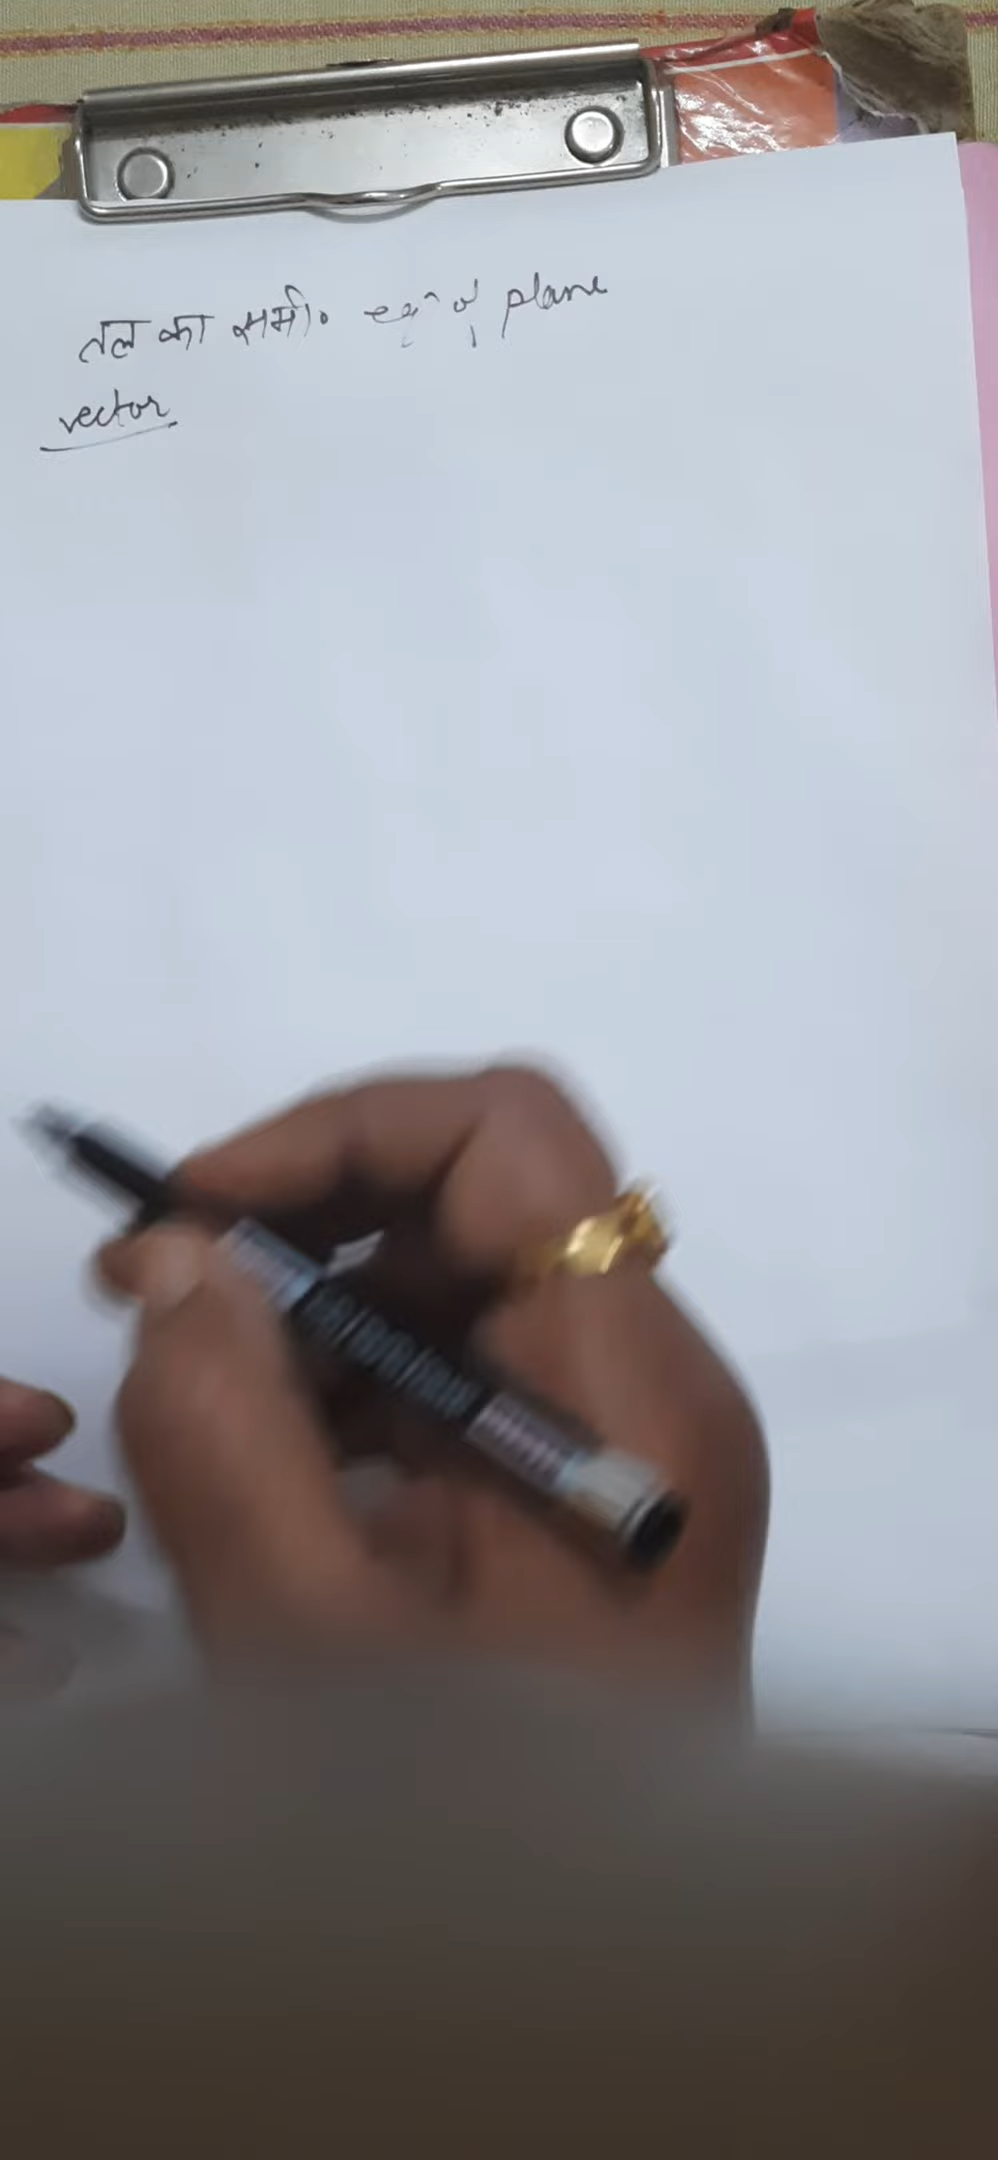 तल का समी० eqn of plane
vector